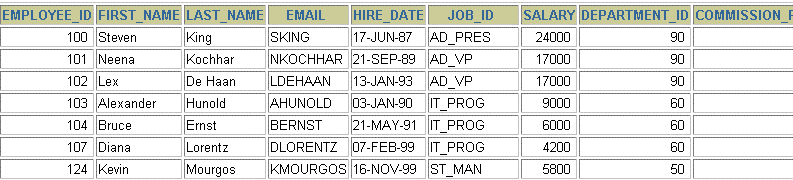 EMPLOYEE_ID FIRST_NAME LAST_NAME EMAIL HIRE_DATE JOB_ID SALARY DEPARTMENT_ID COMMISSION_
100 Steven King SKING 17-JUN-87 AD_PRES 24000 90
101 Neena Kochhar NKOCHHAR 21-SEP-89 AD_VP 17000 90
102 Lex De Haan LDEHAAN 13-JAN-93 AD_VP 17000 90
103 Alexander Hunold AHUNOLD 03-JAN-90 IT_PROG 9000 60
104 Bruce Ernst BERNST 21-MAY-91 IT_PROG 6000 60
107 Diana Lorentz DLORENTZ 07-FEB-99 IT_PROG 4200 60
124 Kevin Mourgos KMOURGOS 16-NOV-99 ST_MAN 5800 50